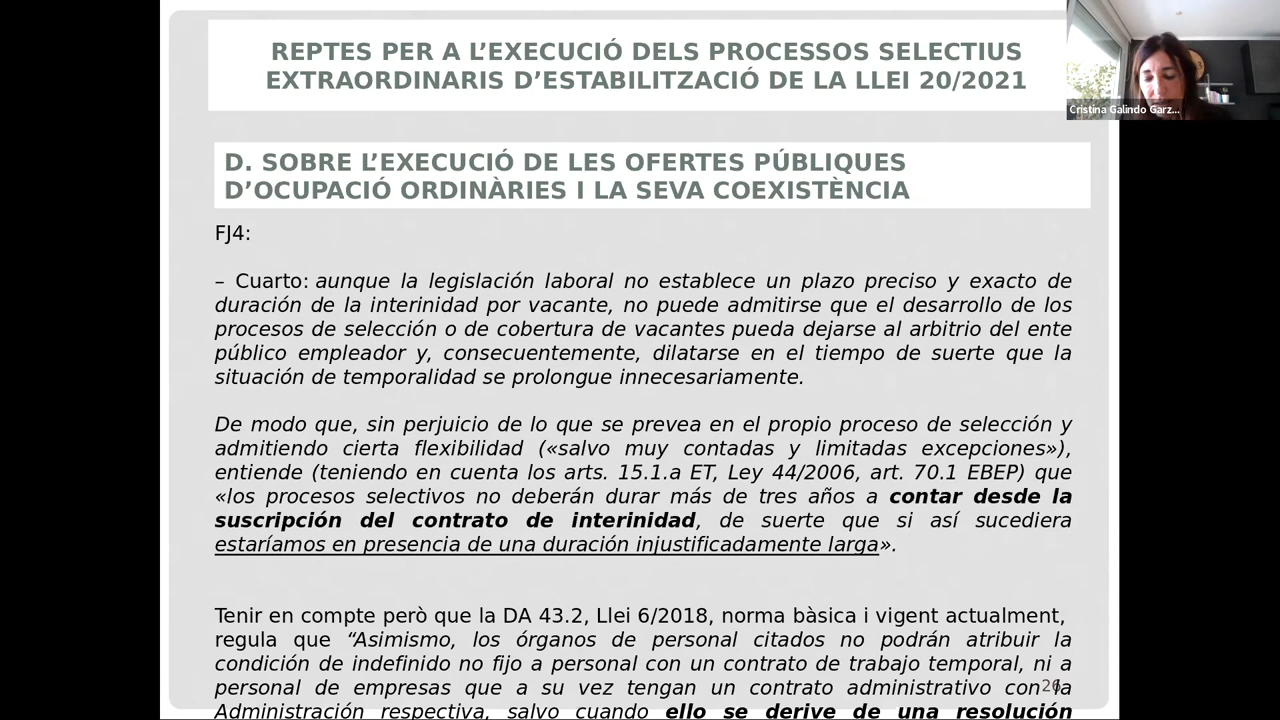 REPTES PER A L’EXECUCIÓ DELS PROCESSOS SELECTIUS
EXTRAORDINARIS D’ESTABILITZACIÓ DE LA LLEI 20/2021
Cristina Galindo Garz...
D. SOBRE L’EXECUCIÓ DE LES OFERTES PÚBLIQUES
D’OCUPACIÓ ORDINÀRIES I LA SEVA COEXISTÈNCIA
FJ4:
– Cuarto: aunque la legislación laboral no establece un plazo preciso y exacto de
duración de la interinidad por vacante, no puede admitirse que el desarrollo de los
procesos de selección o de cobertura de vacantes pueda dejarse al arbitrio del ente
público empleador y, consecuentemente, dilatarse en el tiempo de suerte que la
situación de temporalidad se prolongue innecesariamente.
De modo que, sin perjuicio de lo que se prevea en el propio proceso de selección y
admitiendo cierta flexibilidad («salvo muy contadas y limitadas excepciones»),
entiende (teniendo en cuenta los arts. 15.1.a ET, Ley 44/2006, art. 70.1 EBEP) que
«los procesos selectivos no deberán durar más de tres años a contar desde la
suscripción del contrato de interinidad, de suerte que si así sucediera
estaríamos en presencia de una duración injustificadamente larga».
Tenir en compte però que la DA 43.2, Llei 6/2018, norma bàsica i vigent actualment,
regula que “Asimismo, los órganos de personal citados no podrán atribuir la
condición de indefinido no fijo a personal con un contrato de trabajo temporal, ni a
personal de empresas que a su vez tengan un contrato administrativo con la
26
Administración respectiva, salvo cuando ello se derive de una resolución